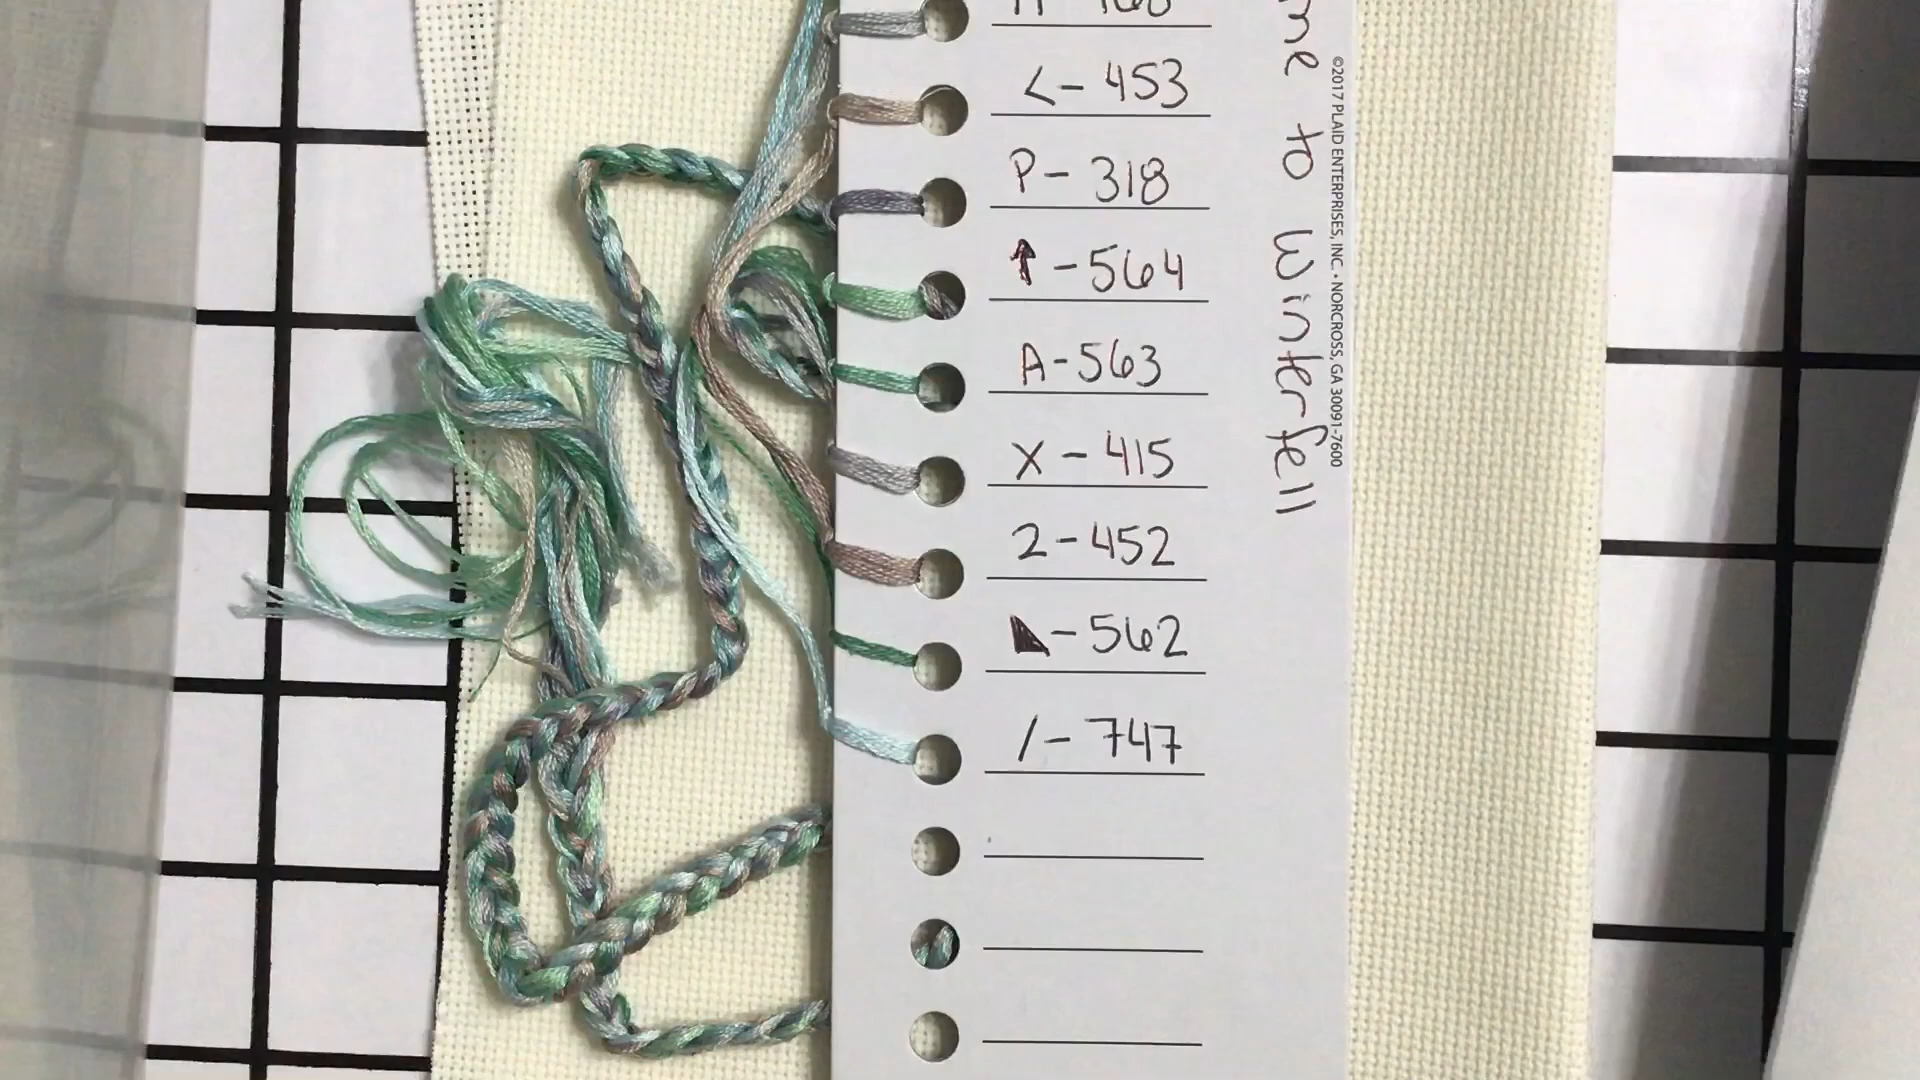 <- 453
P- 318
↑ -564
A-563
X - 415
2-452
◣- 562
/- 747
to Winterfell
©2017 PLAID ENTERPRISES, INC. • NORCROSS, GA 30091-7600